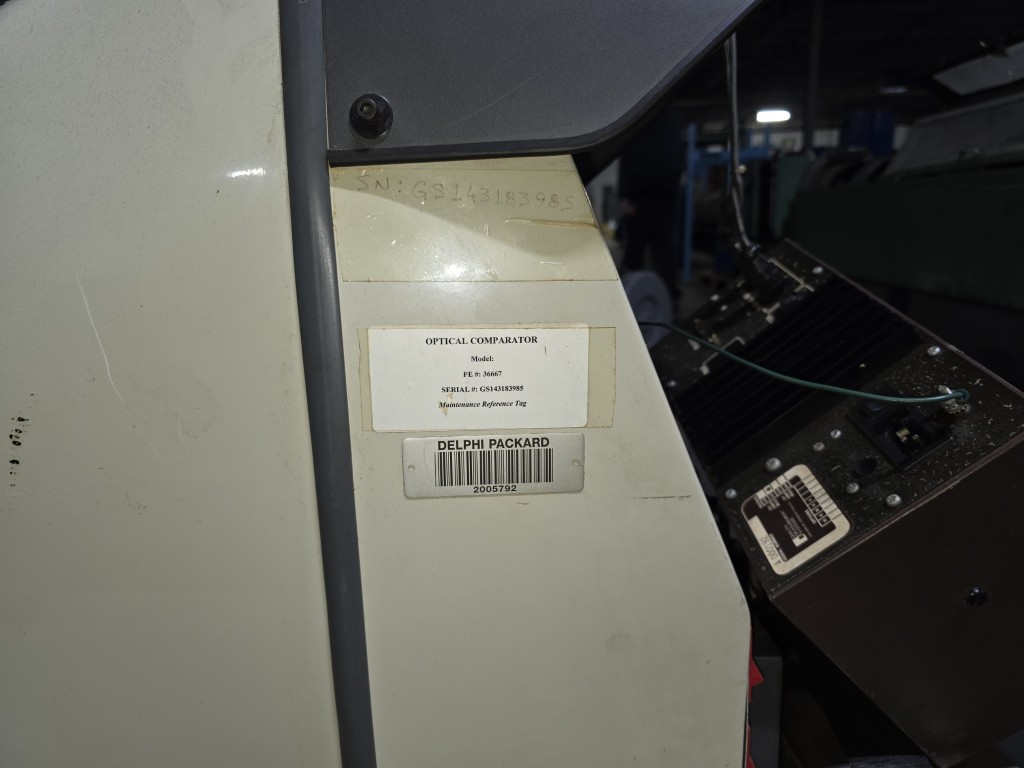 SN: GS143183985
OPTICAL COMPARATOR
Model:
FE #: 36667
SERIAL #: GS143183985
Maintenance Reference Tag
DELPHI PACKARD
2005792